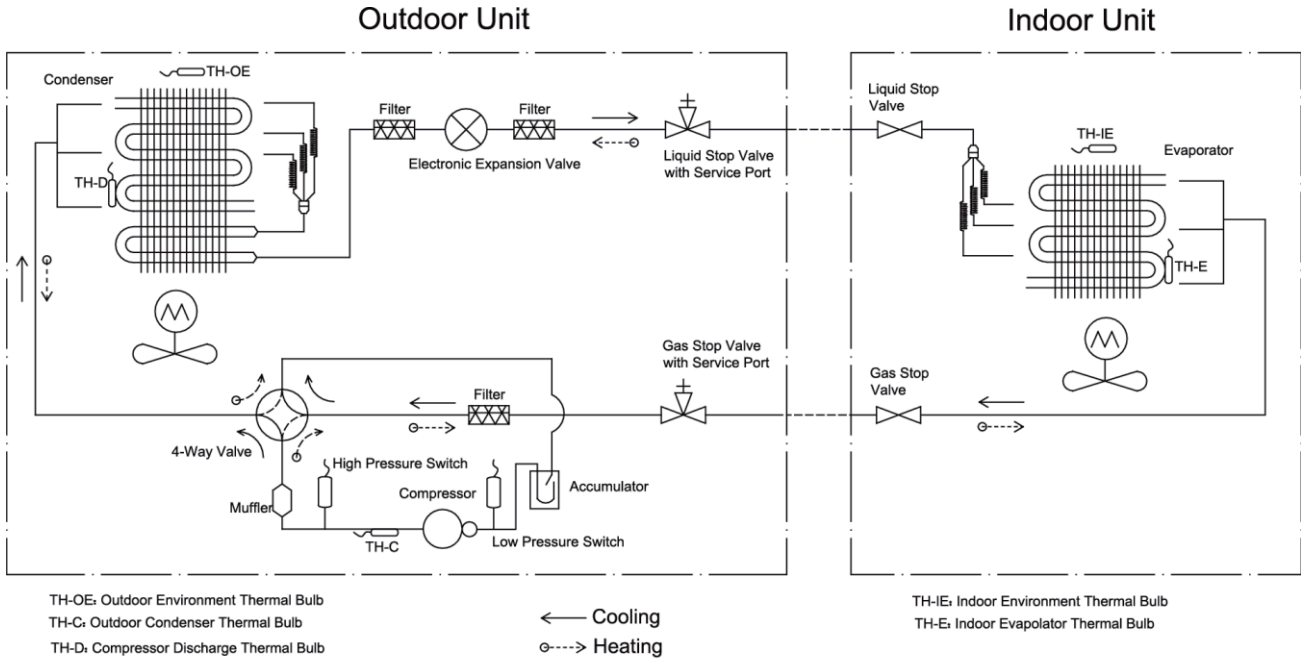 Outdoor Unit
Indoor Unit
Condenser
TH-OE
Filter
Filter
Electronic Expansion Valve
Liquid Stop Valve
with Service Port
Liquid Stop
Valve
TH-IE
Evaporator
TH-D
TH-E
Gas Stop Valve
with Service Port
Gas Stop
Valve
Filter
4-Way Valve
High Pressure Switch
Compressor
Accumulator
Muffler
TH-C
Low Pressure Switch
TH-OE: Outdoor Environment Thermal Bulb
TH-C: Outdoor Condenser Thermal Bulb
TH-D: Compressor Discharge Thermal Bulb
Cooling
Heating
TH-IE: Indoor Environment Thermal Bulb
TH-E: Indoor Evapolator Thermal Bulb